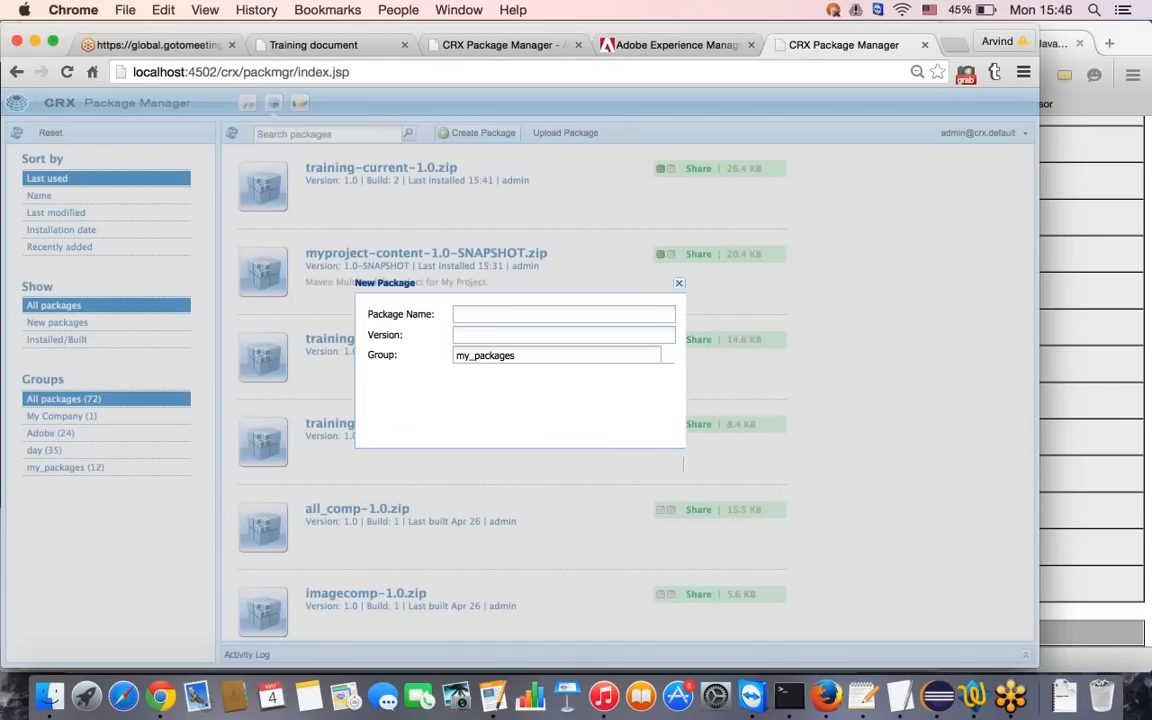 Chrome File Edit View History Bookmarks People Window Help 45% Mon 15:46
https://global.gotomeeting Training document CRX Package Manager - Adobe Experience Mana CRX Package Manager Arvind
localhost:4502/crx/packmgr/index.jsp grab
CRX Package Manager
Reset Search packages Create Package Upload Package admin@crx.default
Sort by
Last used
Name
Last modified
Installation date
Recently added
Show
All packages
New packages
Installed/Built
Groups
All packages (72)
My Company (1)
Adobe (24)
day (35)
my_packages (12)
training-current-1.0.zip Share | 26.4 KB
Version: 1.0 | Build: 2 | Last installed 15:41 | admin
myproject-content-1.0-SNAPSHOT.zip Share | 20.4 KB
Version: 1.0-SNAPSHOT | Last installed 15:31 | admin
New Package
Package Name:
Version:
Group: my_packages
Share | 14.6 KB
Share | 8.4 KB
all_comp-1.0.zip Share | 15.5 KB
Version: 1.0 | Build: 1 | Last built Apr 26 | admin
imagecomp-1.0.zip Share | 5.6 KB
Version: 1.0 | Build: 1 | Last built Apr 26 | admin
Activity Log